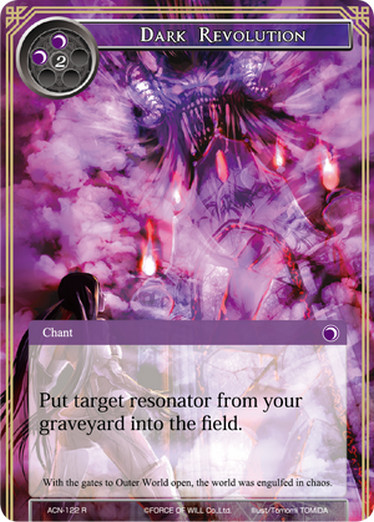 Dark Revolution
2
Chant
Put target resonator from your
graveyard into the field.
With the gates to Outer World open, the world was engulfed in chaos.
ACN-122 R ©FORCE OF WILL Co.,Ltd. Illust/Tomomi TOMIDA